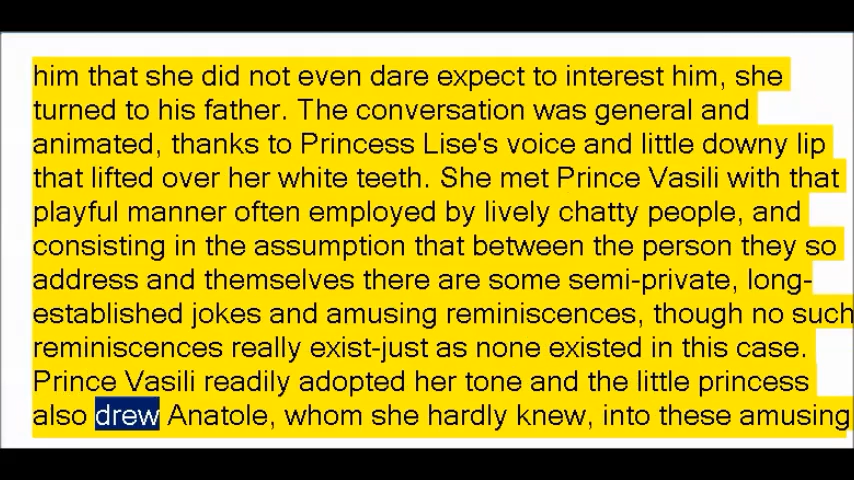 him that she did not even dare expect to interest him, she
turned to his father. The conversation was general and
animated, thanks to Princess Lise's voice and little downy lip
that lifted over her white teeth. She met Prince Vasili with that
playful manner often employed by lively chatty people, and
consisting in the assumption that between the person they so
address and themselves there are some semi-private, long-
established jokes and amusing reminiscences, though no such
reminiscences really exist-just as none existed in this case.
Prince Vasili readily adopted her tone and the little princess
also drew Anatole, whom she hardly knew, into these amusing